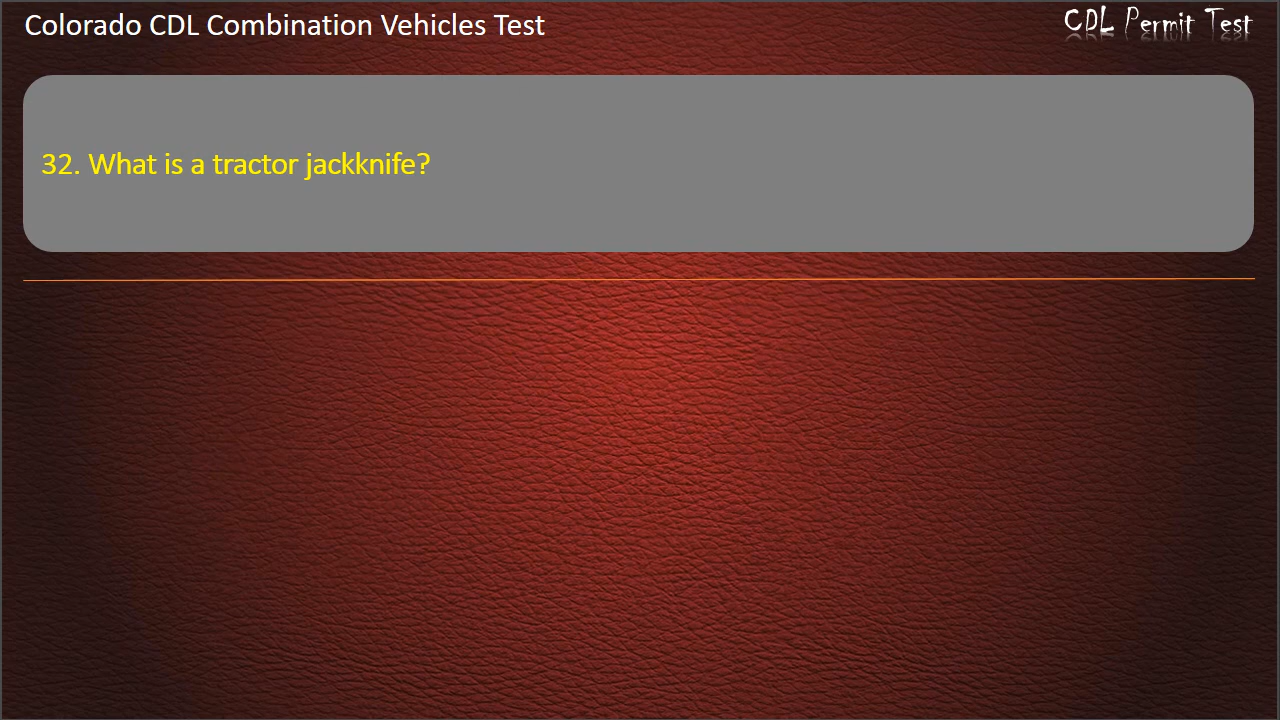 Colorado CDL Combination Vehicles Test
CDL Permit Test
32. What is a tractor jackknife?